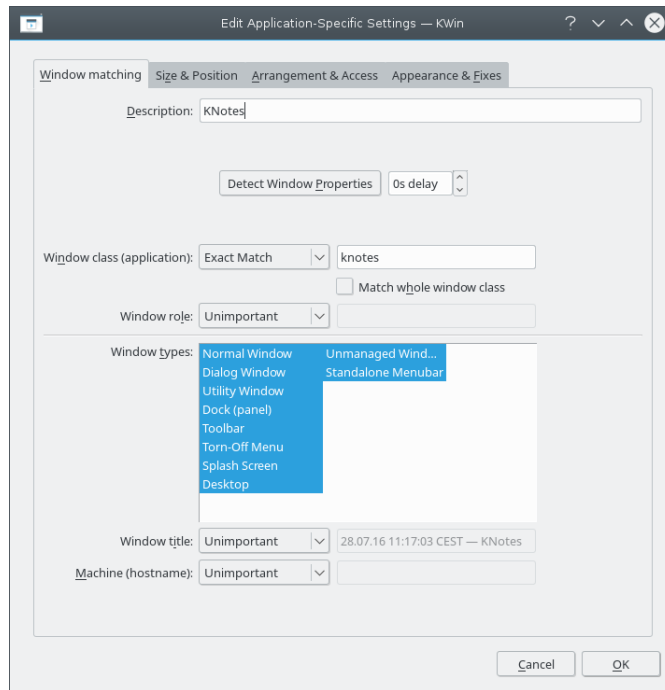 Edit Application-Specific Settings — KWin
Window matching Size & Position Arrangement & Access Appearance & Fixes
Description: KNotes
Detect Window Properties 0s delay
Window class (application): Exact Match knotes
Match whole window class
Window role: Unimportant
Window types: Normal Window Unmanaged Wind...
Dialog Window Standalone Menubar
Utility Window
Dock (panel)
Toolbar
Torn-Off Menu
Splash Screen
Desktop
Window title: Unimportant 28.07.16 11:17:03 CEST — KNotes
Machine (hostname): Unimportant
Cancel OK